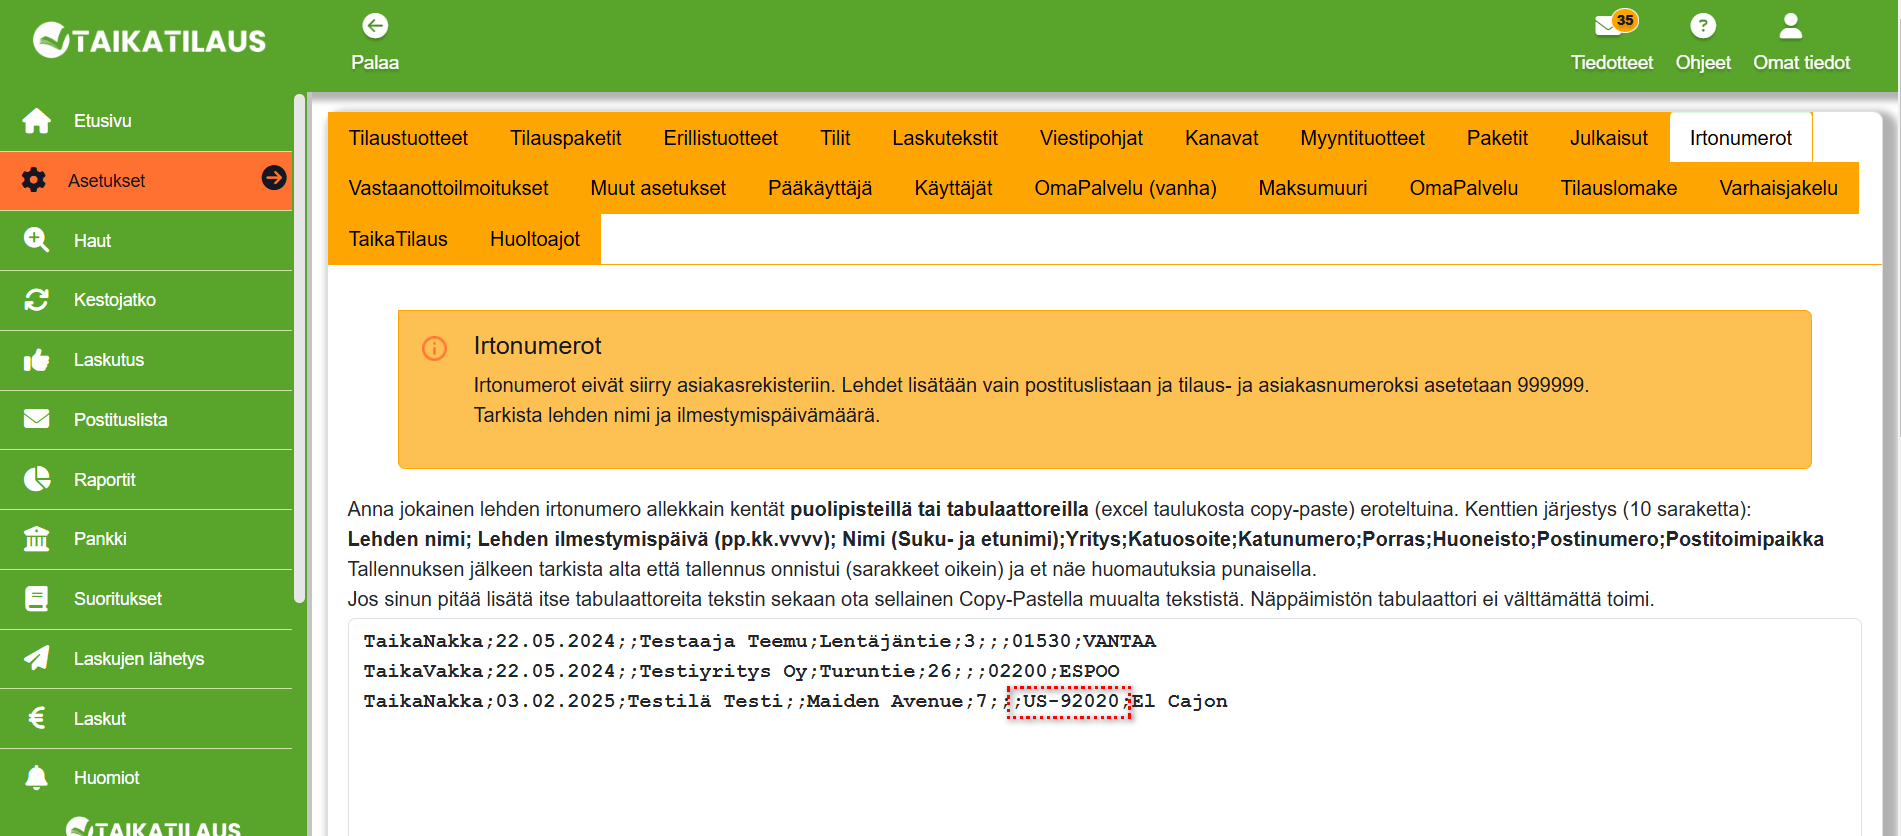 TAIKATILAUS
Palaa
35
Tiedotteet
Ohjeet
Omat tiedot
Etusivu
Asetukset
Haut
Kestojatko
Laskutus
Postituslista
Raportit
Pankki
Suoritukset
Laskujen lähetys
Laskut
Huomiot
TAIKATILAUS
Tilaustuotteet Tilauspaketit Erillistuotteet Tilit Laskutekstit Viestipohjat Kanavat Myyntituotteet Paketit Julkaisut Irtonumerot
Vastaanottoilmoitukset Muut asetukset Pääkäyttäjä Käyttäjät OmaPalvelu (vanha) Maksumuuri OmaPalvelu Tilauslomake Varhaisjakelu
TaikaTilaus Huoltoajot
Irtonumerot
Irtonumerot eivät siirry asiakasrekisteriin. Lehdet lisätään vain postituslistaan ja tilaus- ja asiakasnumeroksi asetetaan 999999.
Tarkista lehden nimi ja ilmestymispäivämäärä.
Anna jokainen lehden irtonumero allekkain kentät puolipisteillä tai tabulaattoreilla (excel taulukosta copy-paste) eroteltuina. Kenttien järjestys (10 saraketta):
Lehden nimi; Lehden ilmestymispäivä (pp.kk.vvvv); Nimi (Suku- ja etunimi);Yritys;Katuosoite;Katunumero;Porras;Huoneisto;Postinumero;Postitoimipaikka
Tallennuksen jälkeen tarkista alta että tallennus onnistui (sarakkeet oikein) ja et näe huomautuksia punaisella.
Jos sinun pitää lisätä itse tabulaattoreita tekstin sekaan ota sellainen Copy-Pastella muualta tekstistä. Näppäimistön tabulaattori ei välttämättä toimi.
TaikaNakka;22.05.2024;;Testaaja Teemu;Lentäjäntie;3;;;01530;VANTAA
TaikaVakka;22.05.2024;;Testiyritys Oy;Turuntie;26;;;02200;ESPOO
TaikaNakka;03.02.2025;Testilä Testi;;Maiden Avenue;7;;;US-92020;El Cajon